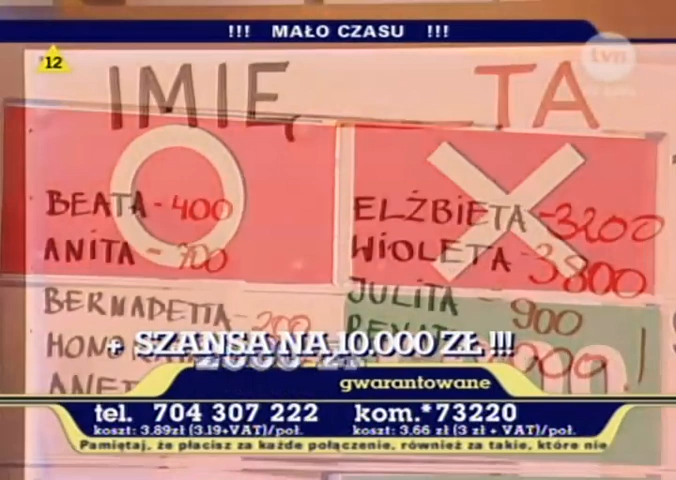 !!! MAŁO CZASU !!!
12
tvn
IMIĘ TA
BEATA - 400
ELŻBIETA - 3200
ANITA - 700
WIOLETA - 3800
BERNADETTA - 200
JULITA - 900
+ SZANSA NA 10.000 ZŁ !!!
gwarantowane
tel. 704 307 222 kom.*73220
koszt: 3.89zł (3.19+VAT)/poł. koszt: 3.66 zł (3 zł + VAT)/poł.
Pamiętaj, że płacisz za każde połączenie, również za takie, które nie